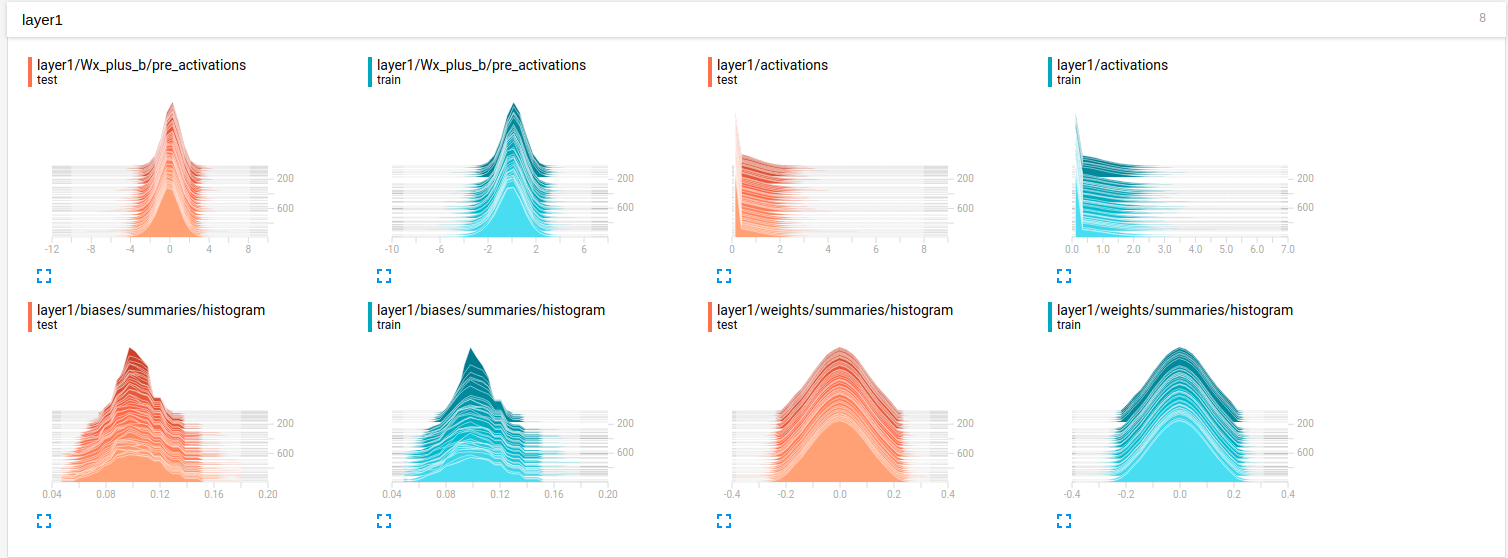 layer1 8
layer1/Wx_plus_b/pre_activations
test
layer1/Wx_plus_b/pre_activations
train
layer1/activations
test
layer1/activations
train
200
600
-12 -8 -4 0 4 8
200
600
-10 -6 -2 2 6
200
600
0 2 4 6 8
200
600
0.0 1.0 2.0 3.0 4.0 5.0 6.0 7.0
layer1/biases/summaries/histogram
test
layer1/biases/summaries/histogram
train
layer1/weights/summaries/histogram
test
layer1/weights/summaries/histogram
train
200
600
0.04 0.08 0.12 0.16 0.20
200
600
0.04 0.08 0.12 0.16 0.20
200
600
-0.4 -0.2 0.0 0.2 0.4
200
600
-0.4 -0.2 0.0 0.2 0.4